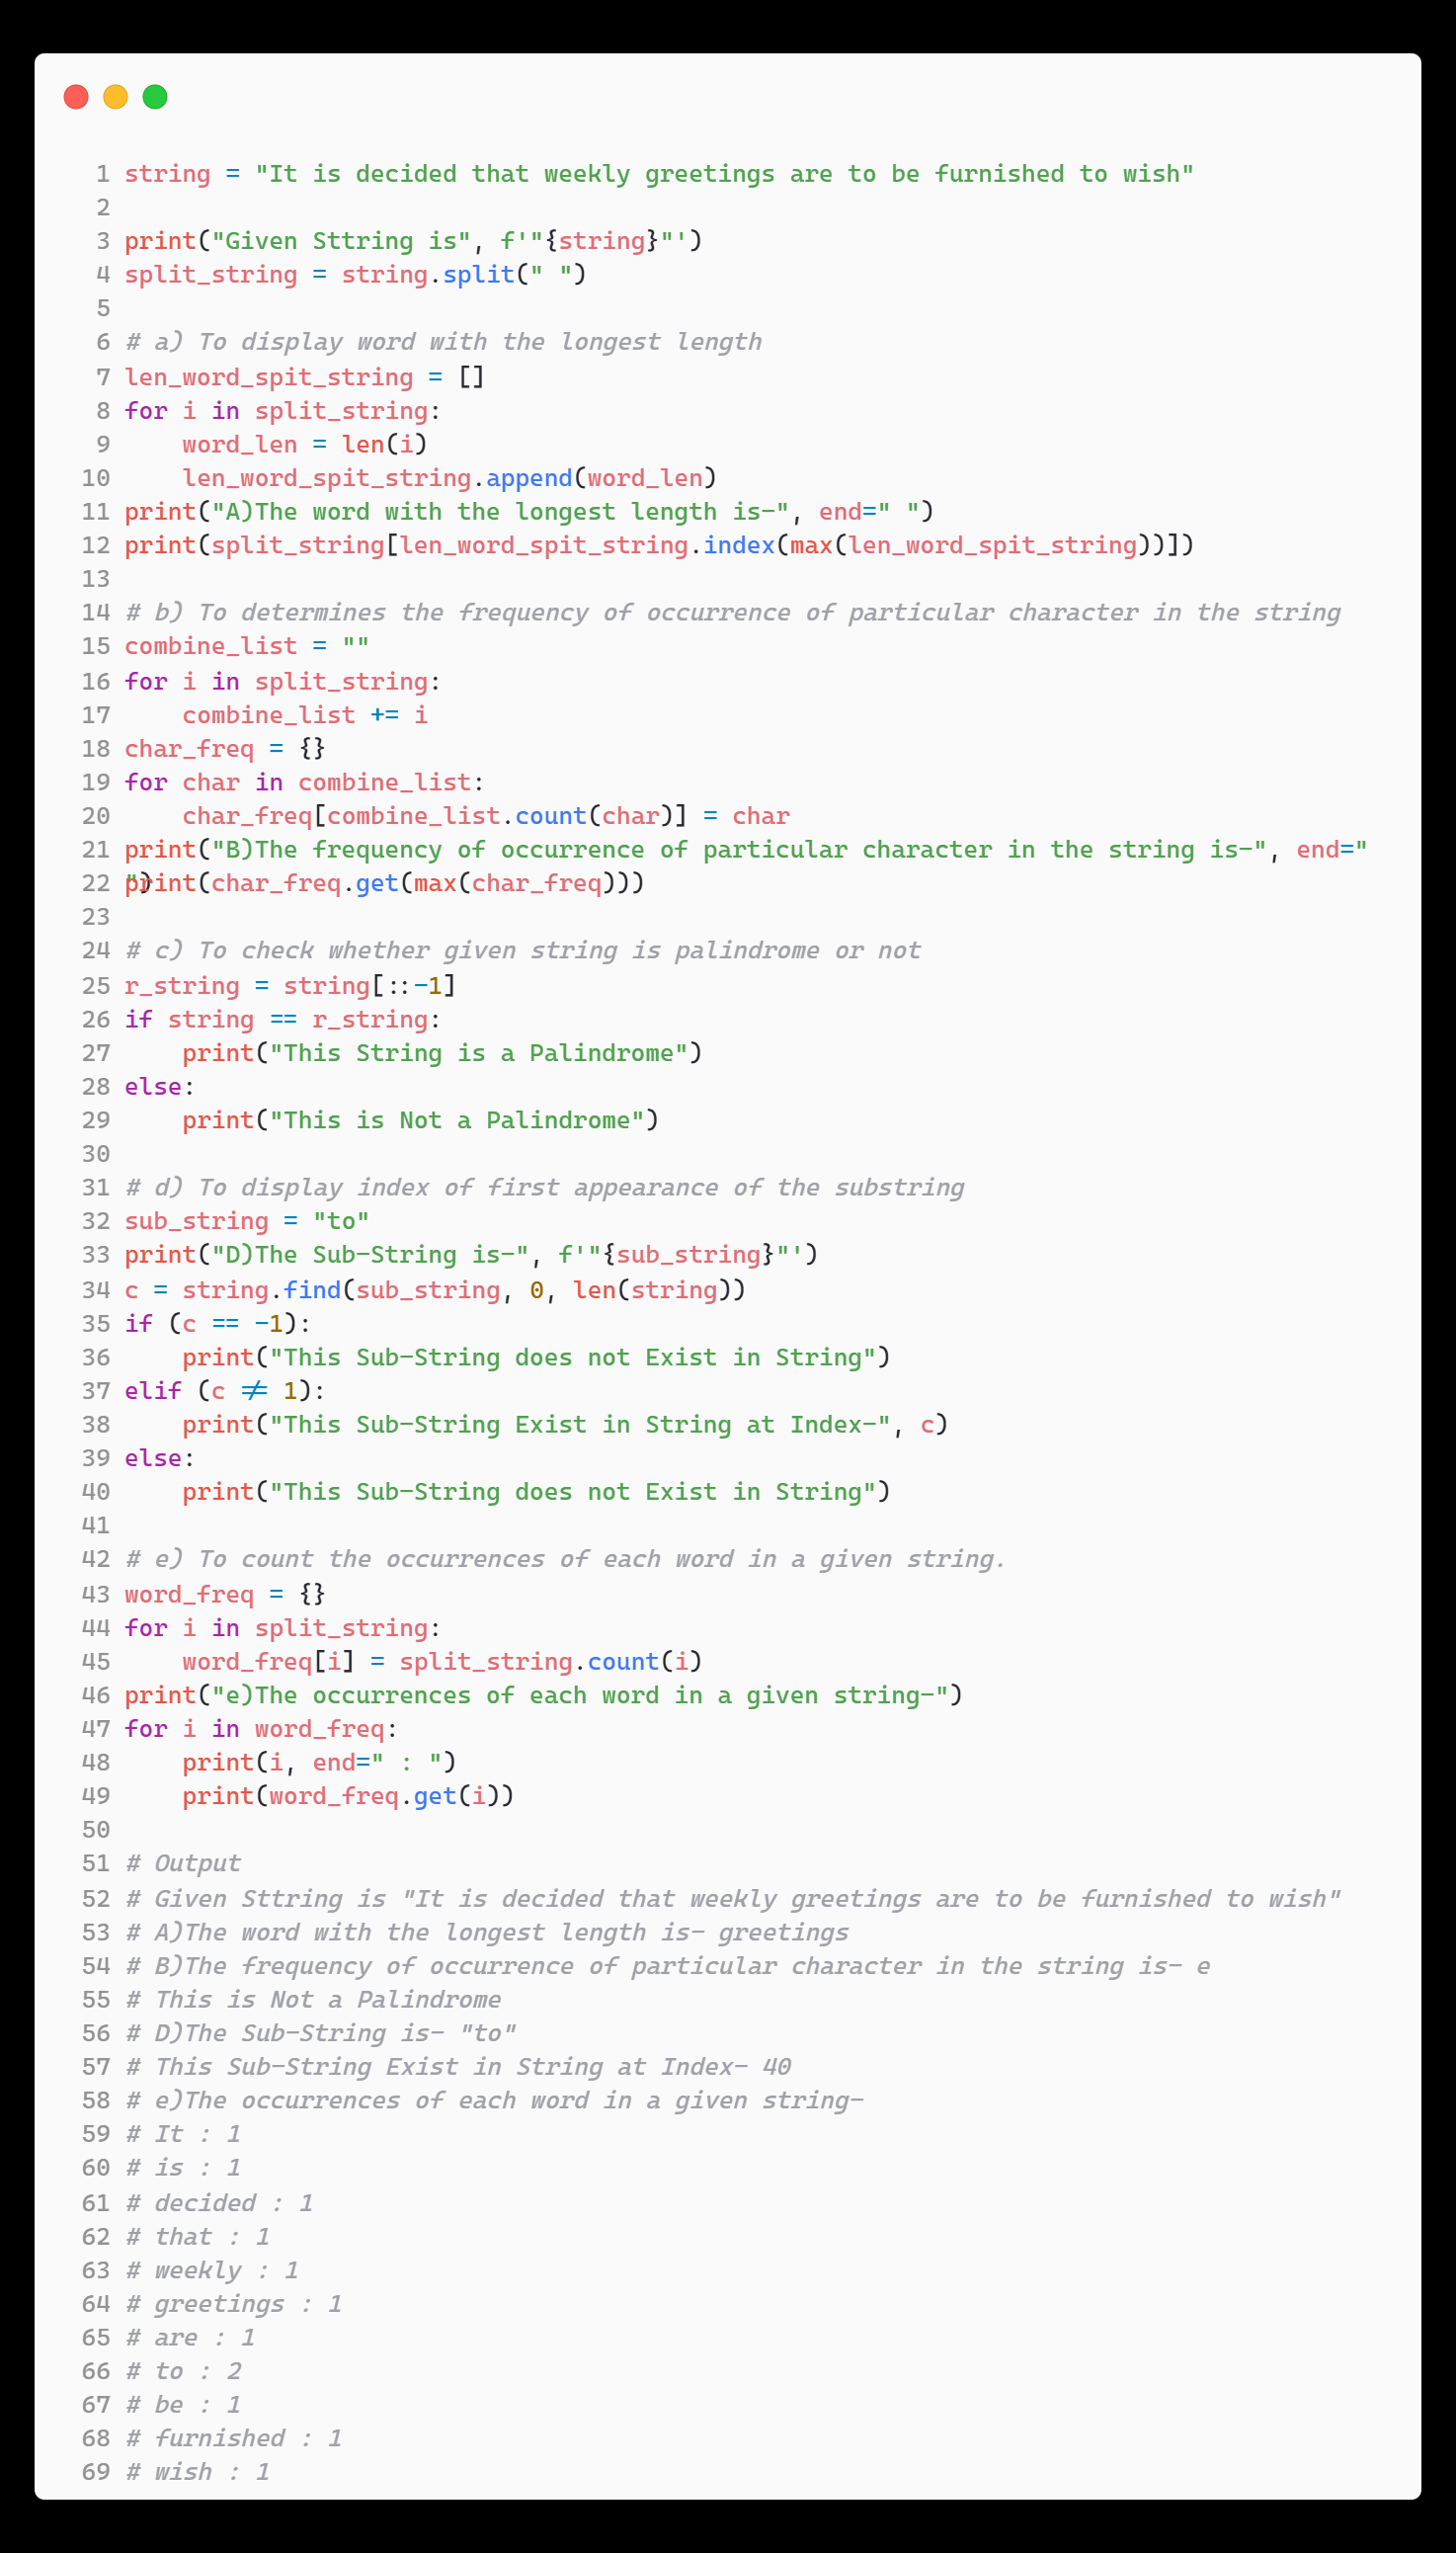 1 string = "It is decided that weekly greetings are to be furnished to wish"
2
3 print("Given Sttring is", f'"{string}"')
4 split_string = string.split(" ")
5
6 # a) To display word with the longest length
7 len_word_spit_string = []
8 for i in split_string:
9     word_len = len(i)
10     len_word_spit_string.append(word_len)
11 print("A)The word with the longest length is-", end=" ")
12 print(split_string[len_word_spit_string.index(max(len_word_spit_string))])
13
14 # b) To determines the frequency of occurrence of particular character in the string
15 combine_list = ""
16 for i in split_string:
17     combine_list += i
18 char_freq = {}
19 for char in combine_list:
20     char_freq[combine_list.count(char)] = char
21 print("B)The frequency of occurrence of particular character in the string is-", end="
")
22 print(char_freq.get(max(char_freq)))
23
24 # c) To check whether given string is palindrome or not
25 r_string = string[::-1]
26 if string == r_string:
27     print("This String is a Palindrome")
28 else:
29     print("This is Not a Palindrome")
30
31 # d) To display index of first appearance of the substring
32 sub_string = "to"
33 print("D)The Sub-String is-", f'"{sub_string}"')
34 c = string.find(sub_string, 0, len(string))
35 if (c == -1):
36     print("This Sub-String does not Exist in String")
37 elif (c != 1):
38     print("This Sub-String Exist in String at Index-", c)
39 else:
40     print("This Sub-String does not Exist in String")
41
42 # e) To count the occurrences of each word in a given string.
43 word_freq = {}
44 for i in split_string:
45     word_freq[i] = split_string.count(i)
46 print("e)The occurrences of each word in a given string-")
47 for i in word_freq:
48     print(i, end=" : ")
49     print(word_freq.get(i))
50
51 # Output
52 # Given Sttring is "It is decided that weekly greetings are to be furnished to wish"
53 # A)The word with the longest length is- greetings
54 # B)The frequency of occurrence of particular character in the string is- e
55 # This is Not a Palindrome
56 # D)The Sub-String is- "to"
57 # This Sub-String Exist in String at Index- 40
58 # e)The occurrences of each word in a given string-
59 # It : 1
60 # is : 1
61 # decided : 1
62 # that : 1
63 # weekly : 1
64 # greetings : 1
65 # are : 1
66 # to : 2
67 # be : 1
68 # furnished : 1
69 # wish : 1